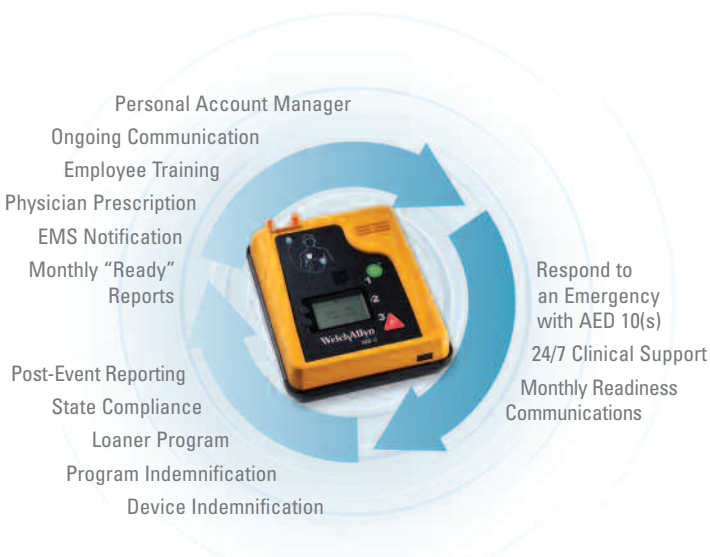 Personal Account Manager
Ongoing Communication
Employee Training
Physician Prescription
EMS Notification
Monthly “Ready”
Reports
Respond to
an Emergency
with AED 10(s)
24/7 Clinical Support
Monthly Readiness
Communications
Post-Event Reporting
State Compliance
Loaner Program
Program Indemnification
Device Indemnification
1
2
3
WelchAllyn